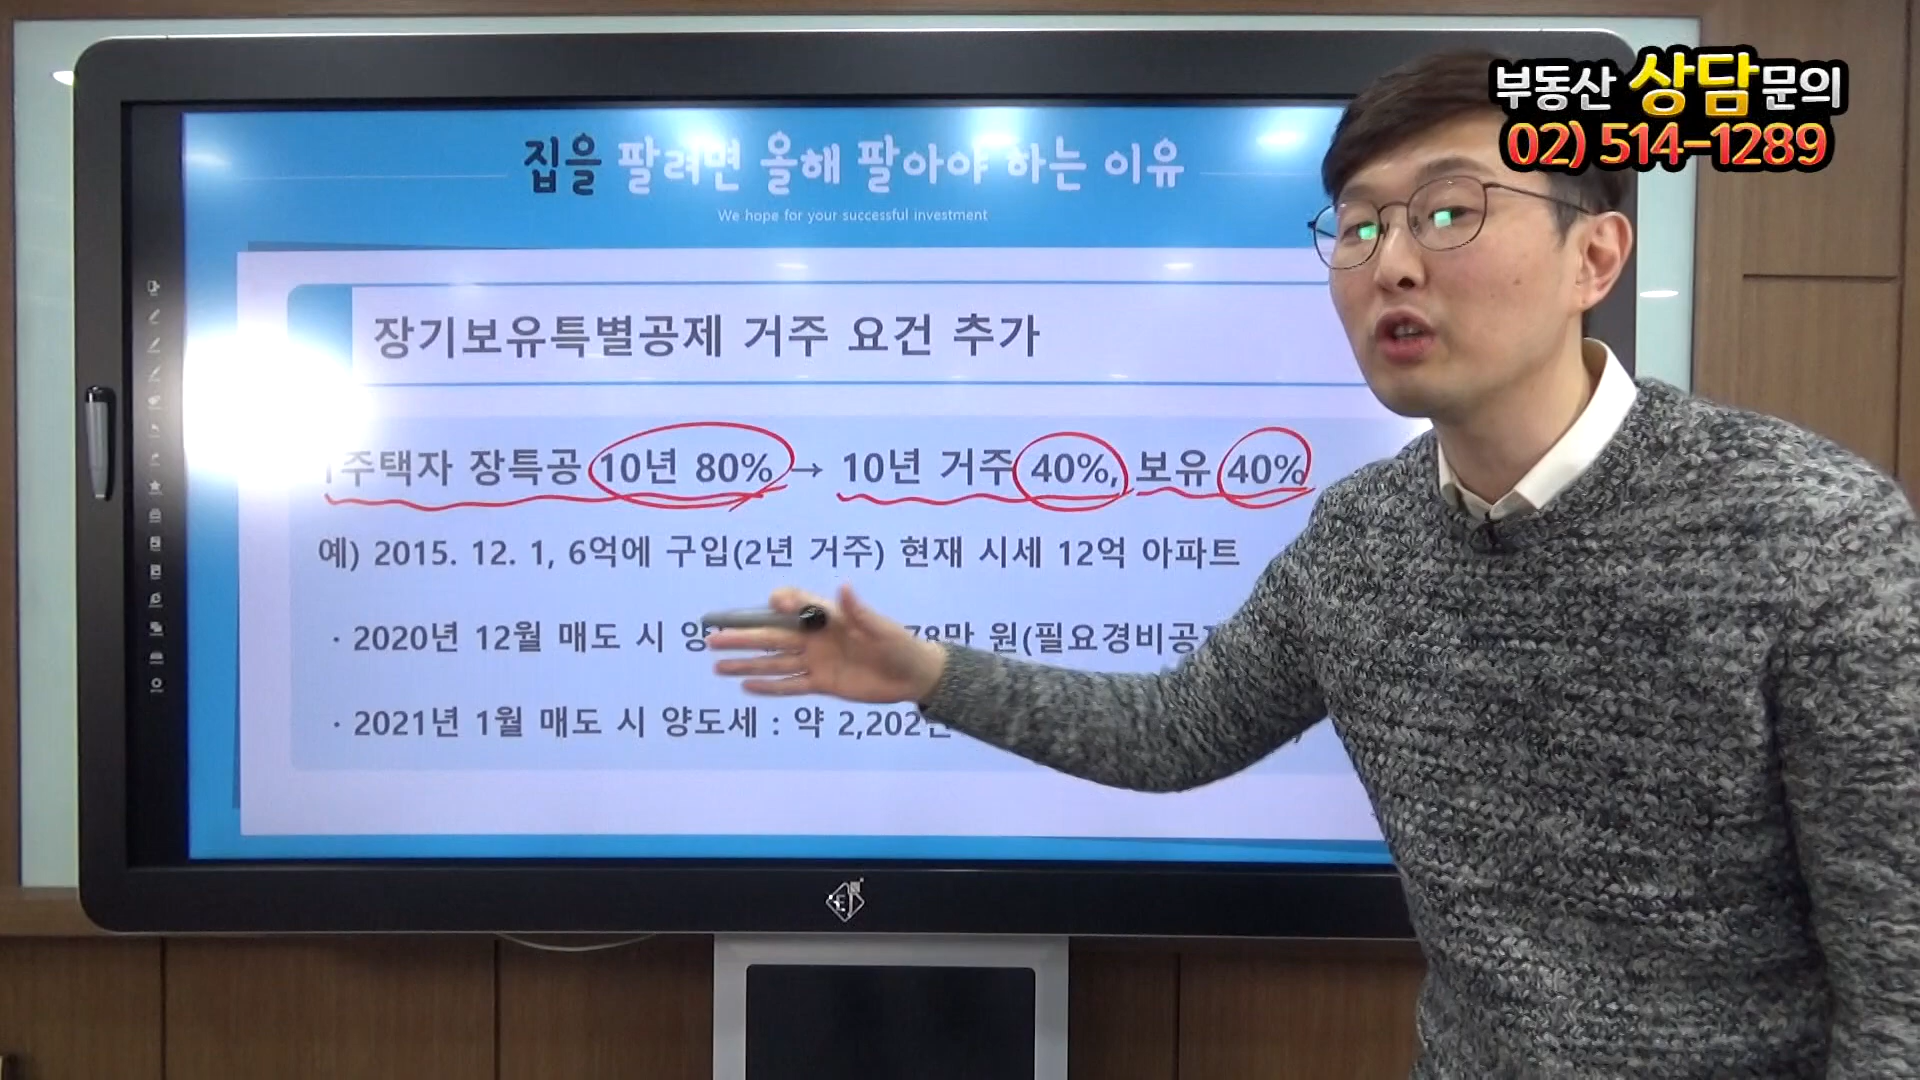 부동산 상담문의
02) 514-1289
집을 팔려면 올해 팔아야 하는 이유
We hope for your successful investment
장기보유특별공제 거주 요건 추가
주택자 장특공 10년 80% → 10년 거주 40%, 보유 40%
예) 2015. 12. 1, 6억에 구입(2년 거주) 현재 시세 12억 아파트
· 2020년 12월 매도 시 78만 원(필요경비공
· 2021년 1월 매도 시 양도세 : 약 2,202